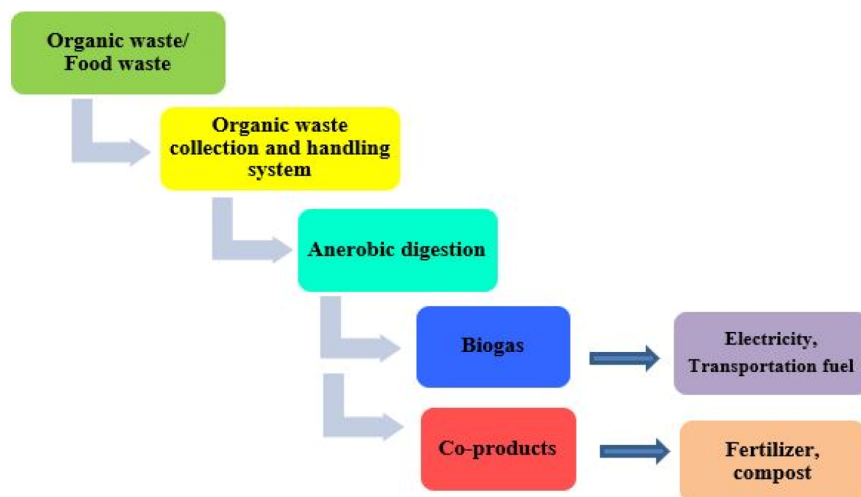 Organic waste/
Food waste
Organic waste
collection and handling
system
Anerobic digestion
Biogas
Electricity,
Transportation fuel
Co-products
Fertilizer,
compost